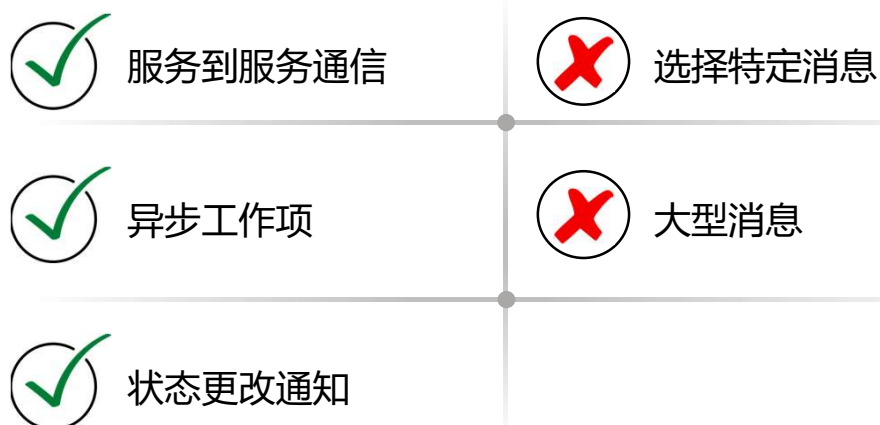 服务到服务通信
选择特定消息
异步工作项
大型消息
状态更改通知